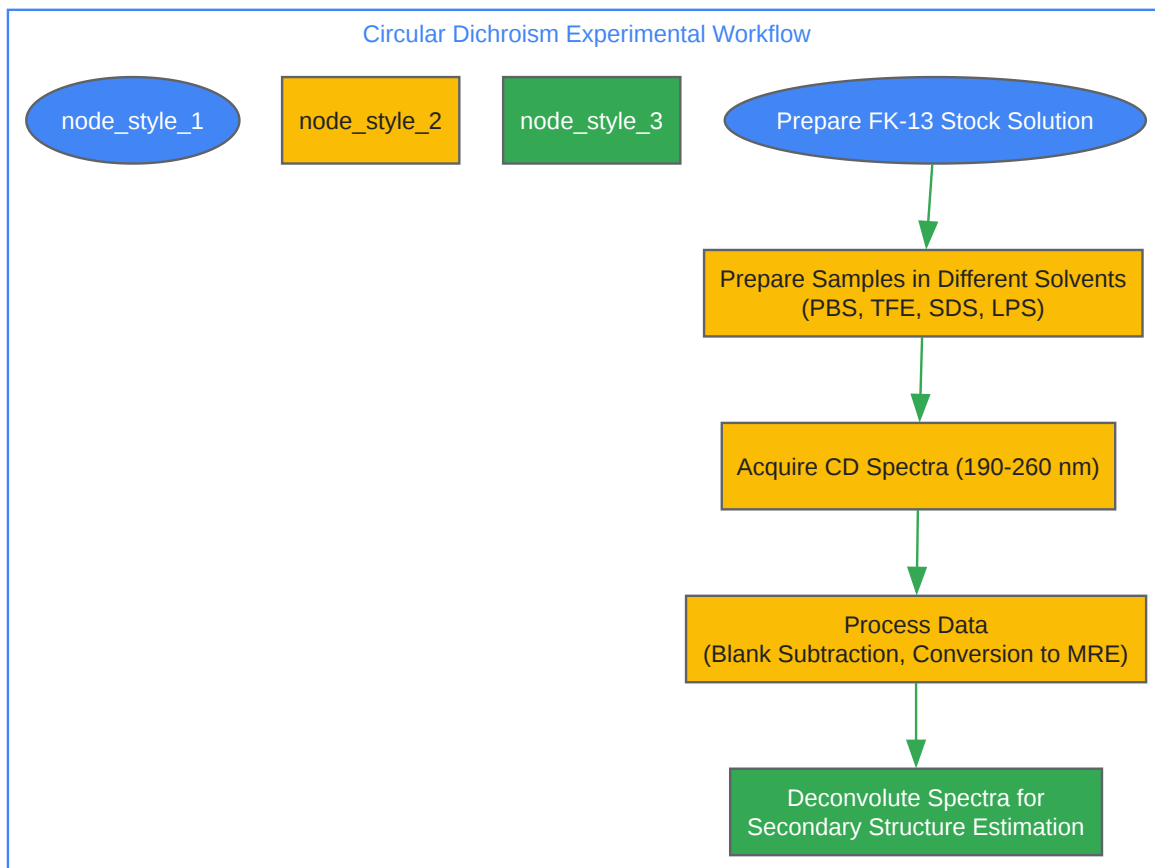 Circular Dichroism Experimental Workflow
node_style_1
node_style_2
node_style_3
Prepare FK-13 Stock Solution
Prepare Samples in Different Solvents
(PBS, TFE, SDS, LPS)
Acquire CD Spectra (190-260 nm)
Process Data
(Blank Subtraction, Conversion to MRE)
Deconvolute Spectra for
Secondary Structure Estimation